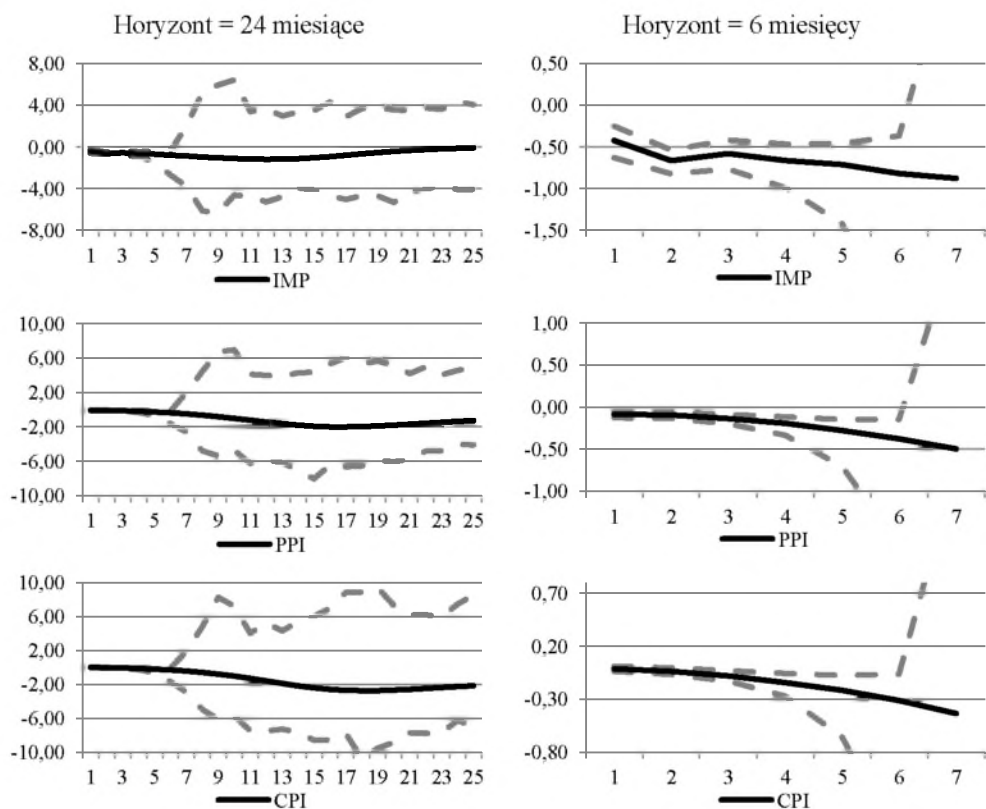 Horyzont = 24 miesiące
8,00
4,00
0,00
-4,00
-8,00
1 3 5 7 9 11 13 15 17 19 21 23 25
IMP
Horyzont = 6 miesięcy
0,50
0,00
-0,50
-1,00
-1,50
1 2 3 4 5 6 7
IMP
10,00
6,00
2,00
-2,00
-6,00
-10,00
1 3 5 7 9 11 13 15 17 19 21 23 25
PPI
1,00
0,50
0,00
-0,50
-1,00
1 2 3 4 5 6 7
PPI
10,00
6,00
2,00
-2,00
-6,00
-10,00
1 3 5 7 9 11 13 15 17 19 21 23 25
CPI
0,70
0,20
-0,30
-0,80
1 2 3 4 5 6 7
CPI